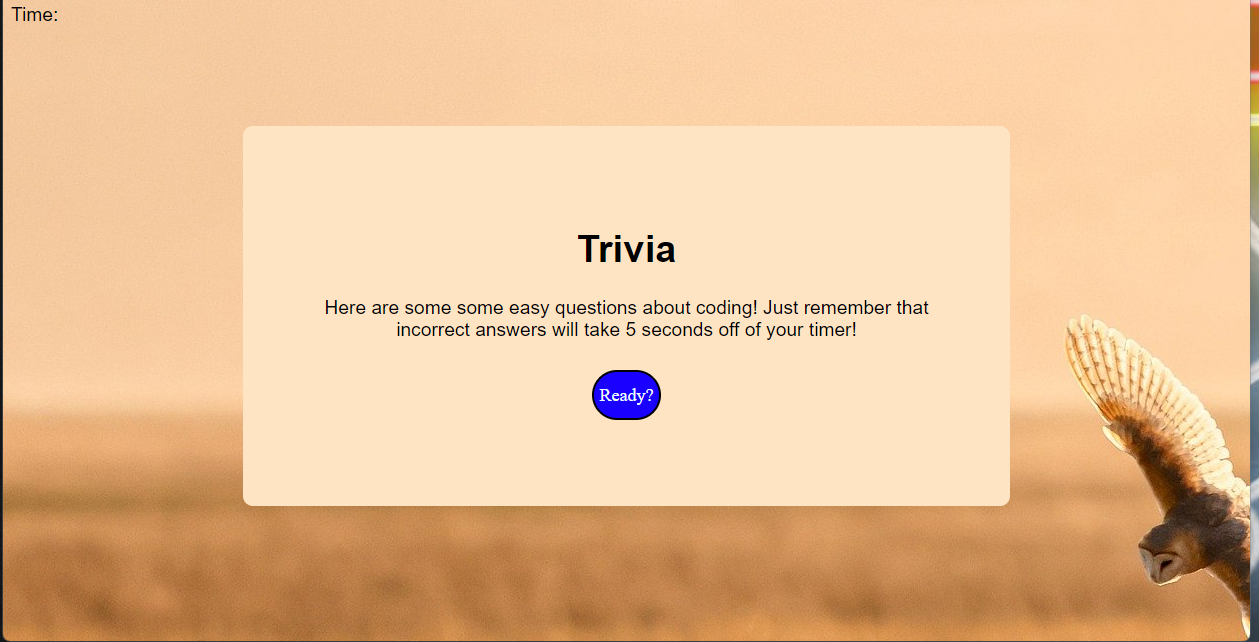 Time:
Trivia
Here are some some easy questions about coding! Just remember that
incorrect answers will take 5 seconds off of your timer!
Ready?